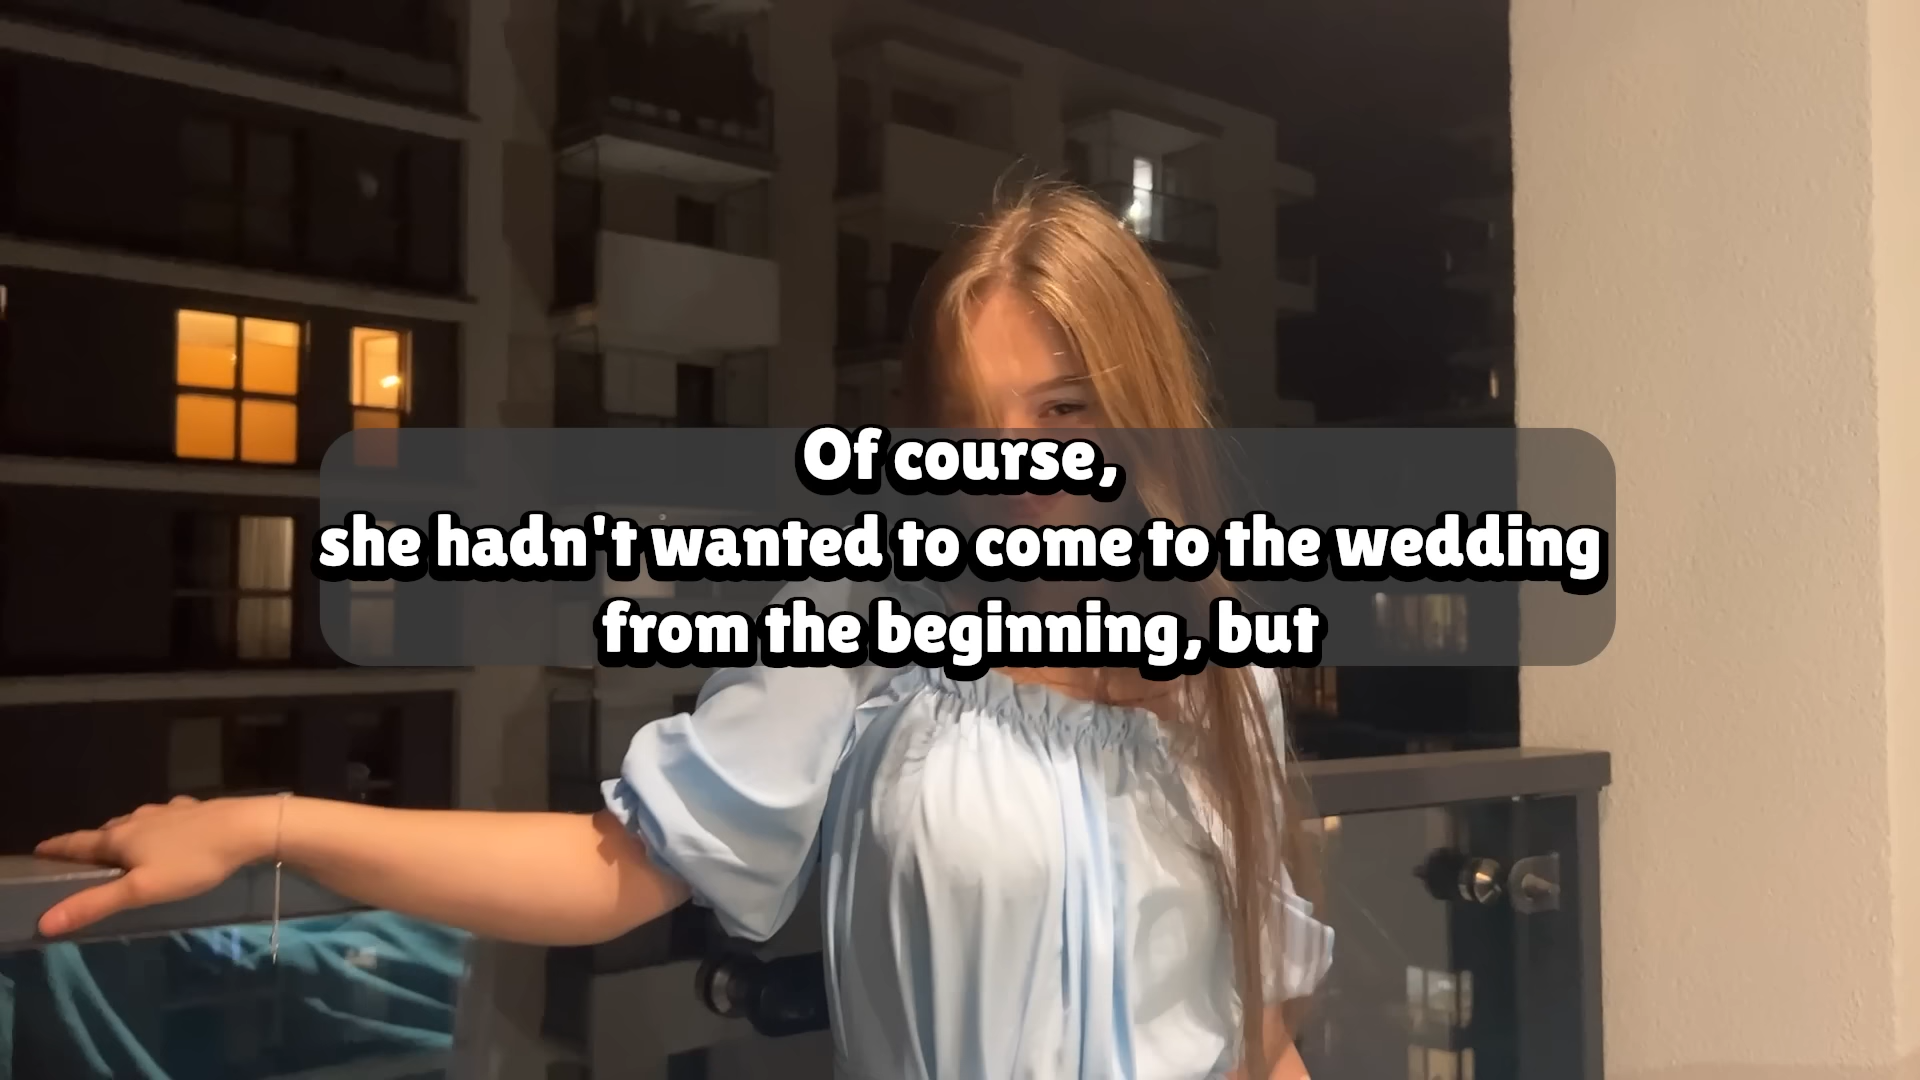 Of course,
she hadn't wanted to come to the wedding
from the beginning, but